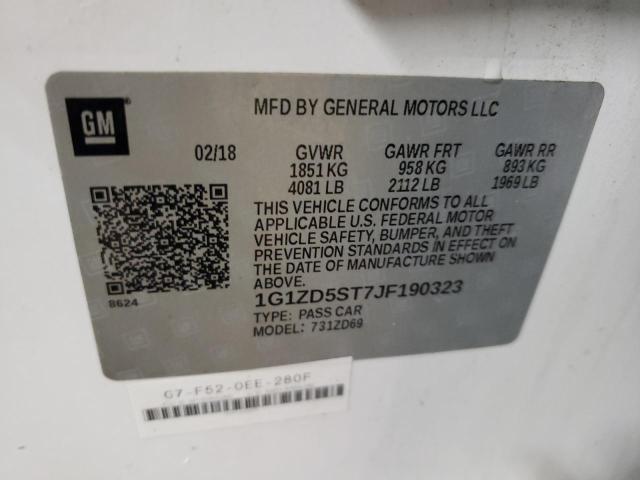 GM
MFD BY GENERAL MOTORS LLC
02/18 GVWR GAWR FRT GAWR RR
1851 KG 958 KG 893 KG
4081 LB 2112 LB 1969 LB
THIS VEHICLE CONFORMS TO ALL
APPLICABLE U.S. FEDERAL MOTOR
VEHICLE SAFETY, BUMPER, AND THEFT
PREVENTION STANDARDS IN EFFECT ON
THE DATE OF MANUFACTURE SHOWN
ABOVE.
8624
1G1ZD5ST7JF190323
TYPE: PASS CAR
MODEL: 731ZD69
G7-F52-0EE-280F